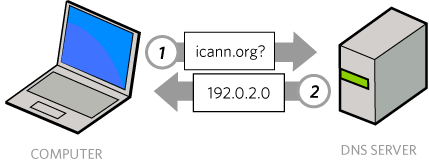 1
icann.org?
192.0.2.0
2
COMPUTER
DNS SERVER